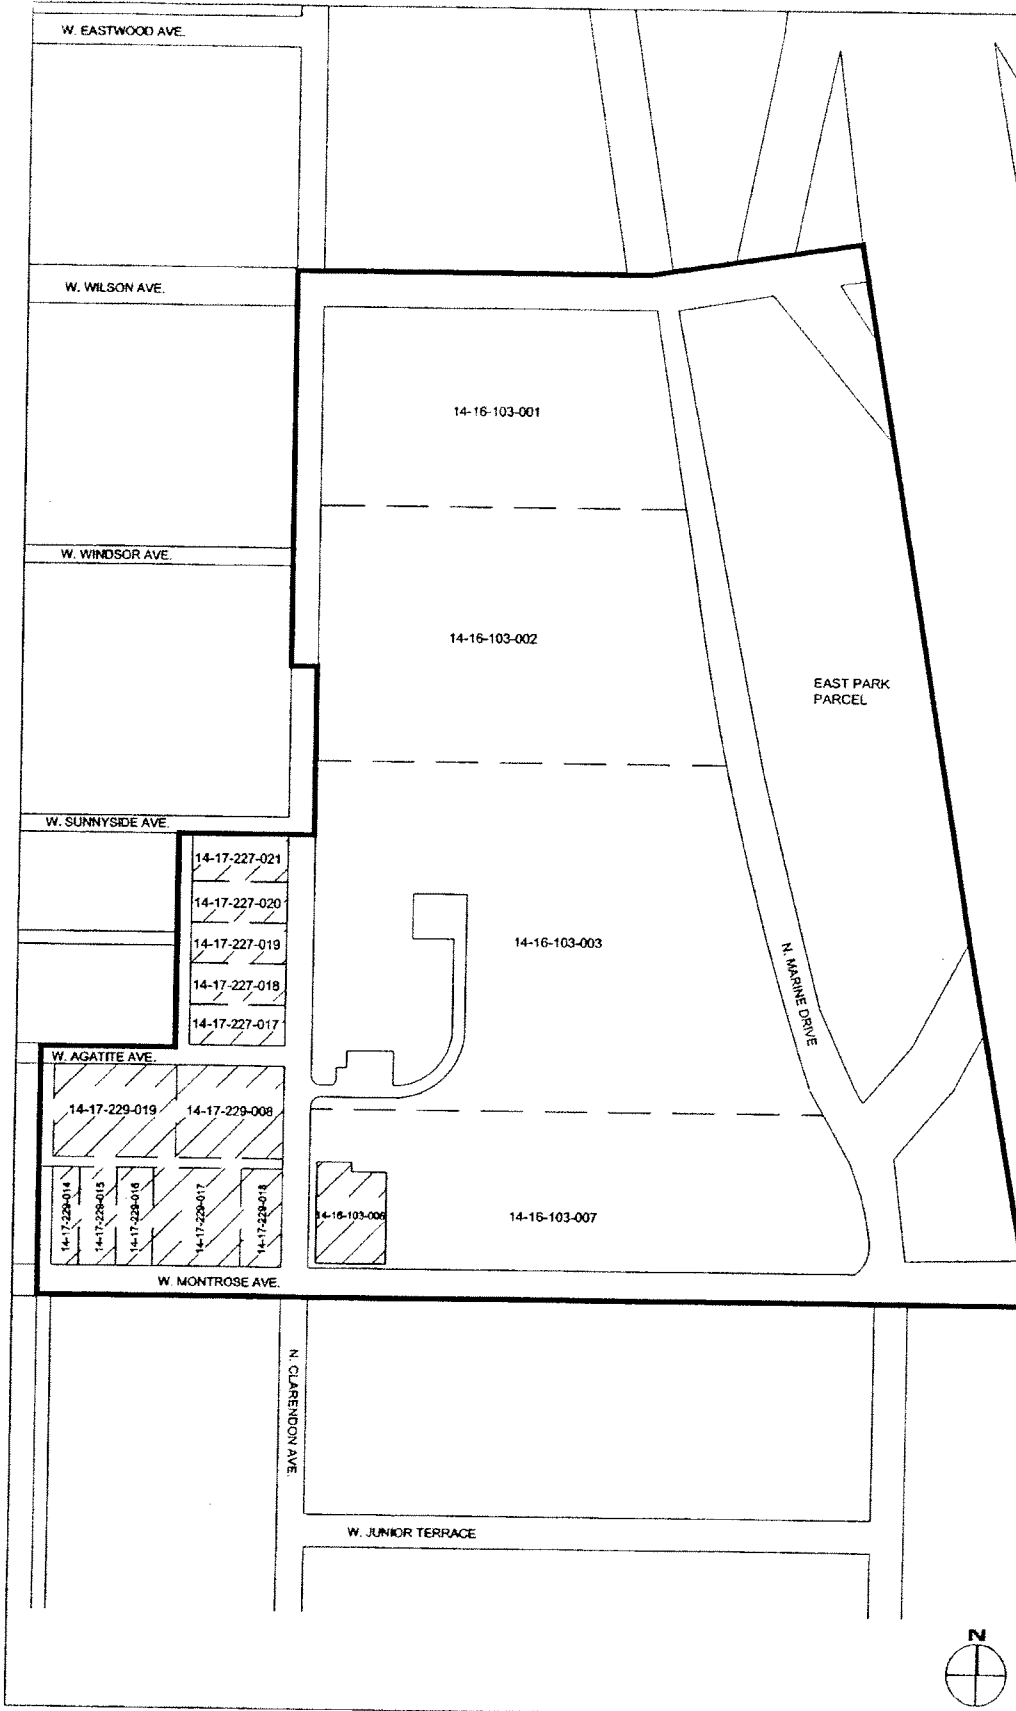 W. EASTWOOD AVE.
W. WILSON AVE.
14-16-103-001
W. WINDSOR AVE.
14-16-103-002
EAST PARK
PARCEL
W. SUNNYSIDE AVE.
14-17-227-021
14-17-227-020
14-17-227-019
14-17-227-018
14-17-227-017
14-16-103-003
N. MARINE DRIVE
W. AGATITE AVE.
14-17-229-019
14-17-229-008
14-17-229-014
14-17-229-015
14-17-229-016
14-17-229-017
14-17-229-018
14-16-103-006
14-16-103-007
W. MONTROSE AVE.
N. CLARENDON AVE.
W. JUNIOR TERRACE
N